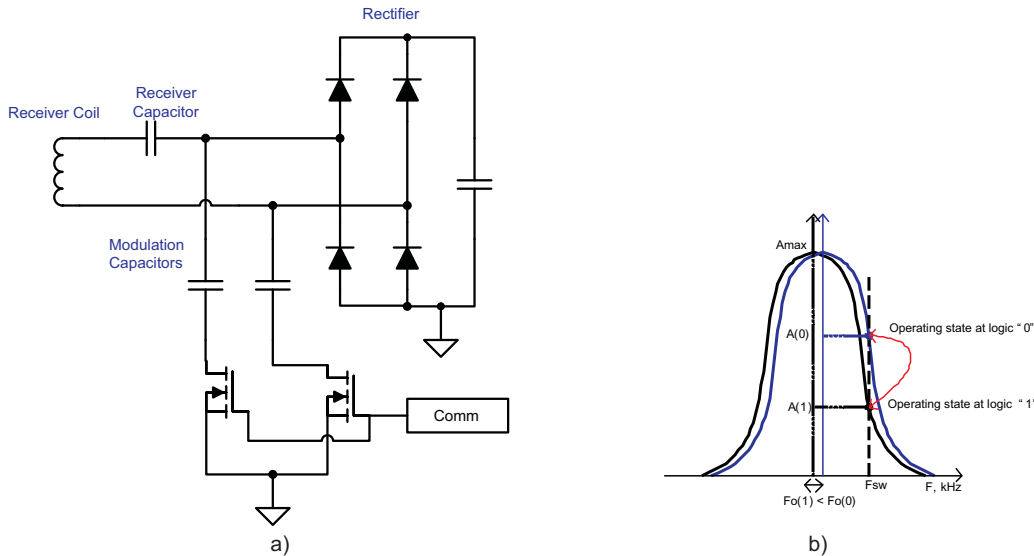 Rectifier
Receiver
Capacitor
Receiver Coil
Modulation
Capacitors
Comm
a)
Amax
A(0)
Operating state at logic “ 0”
A(1)
Operating state at logic “ 1”
Fsw
F, kHz
Fo(1) < Fo(0)
b)